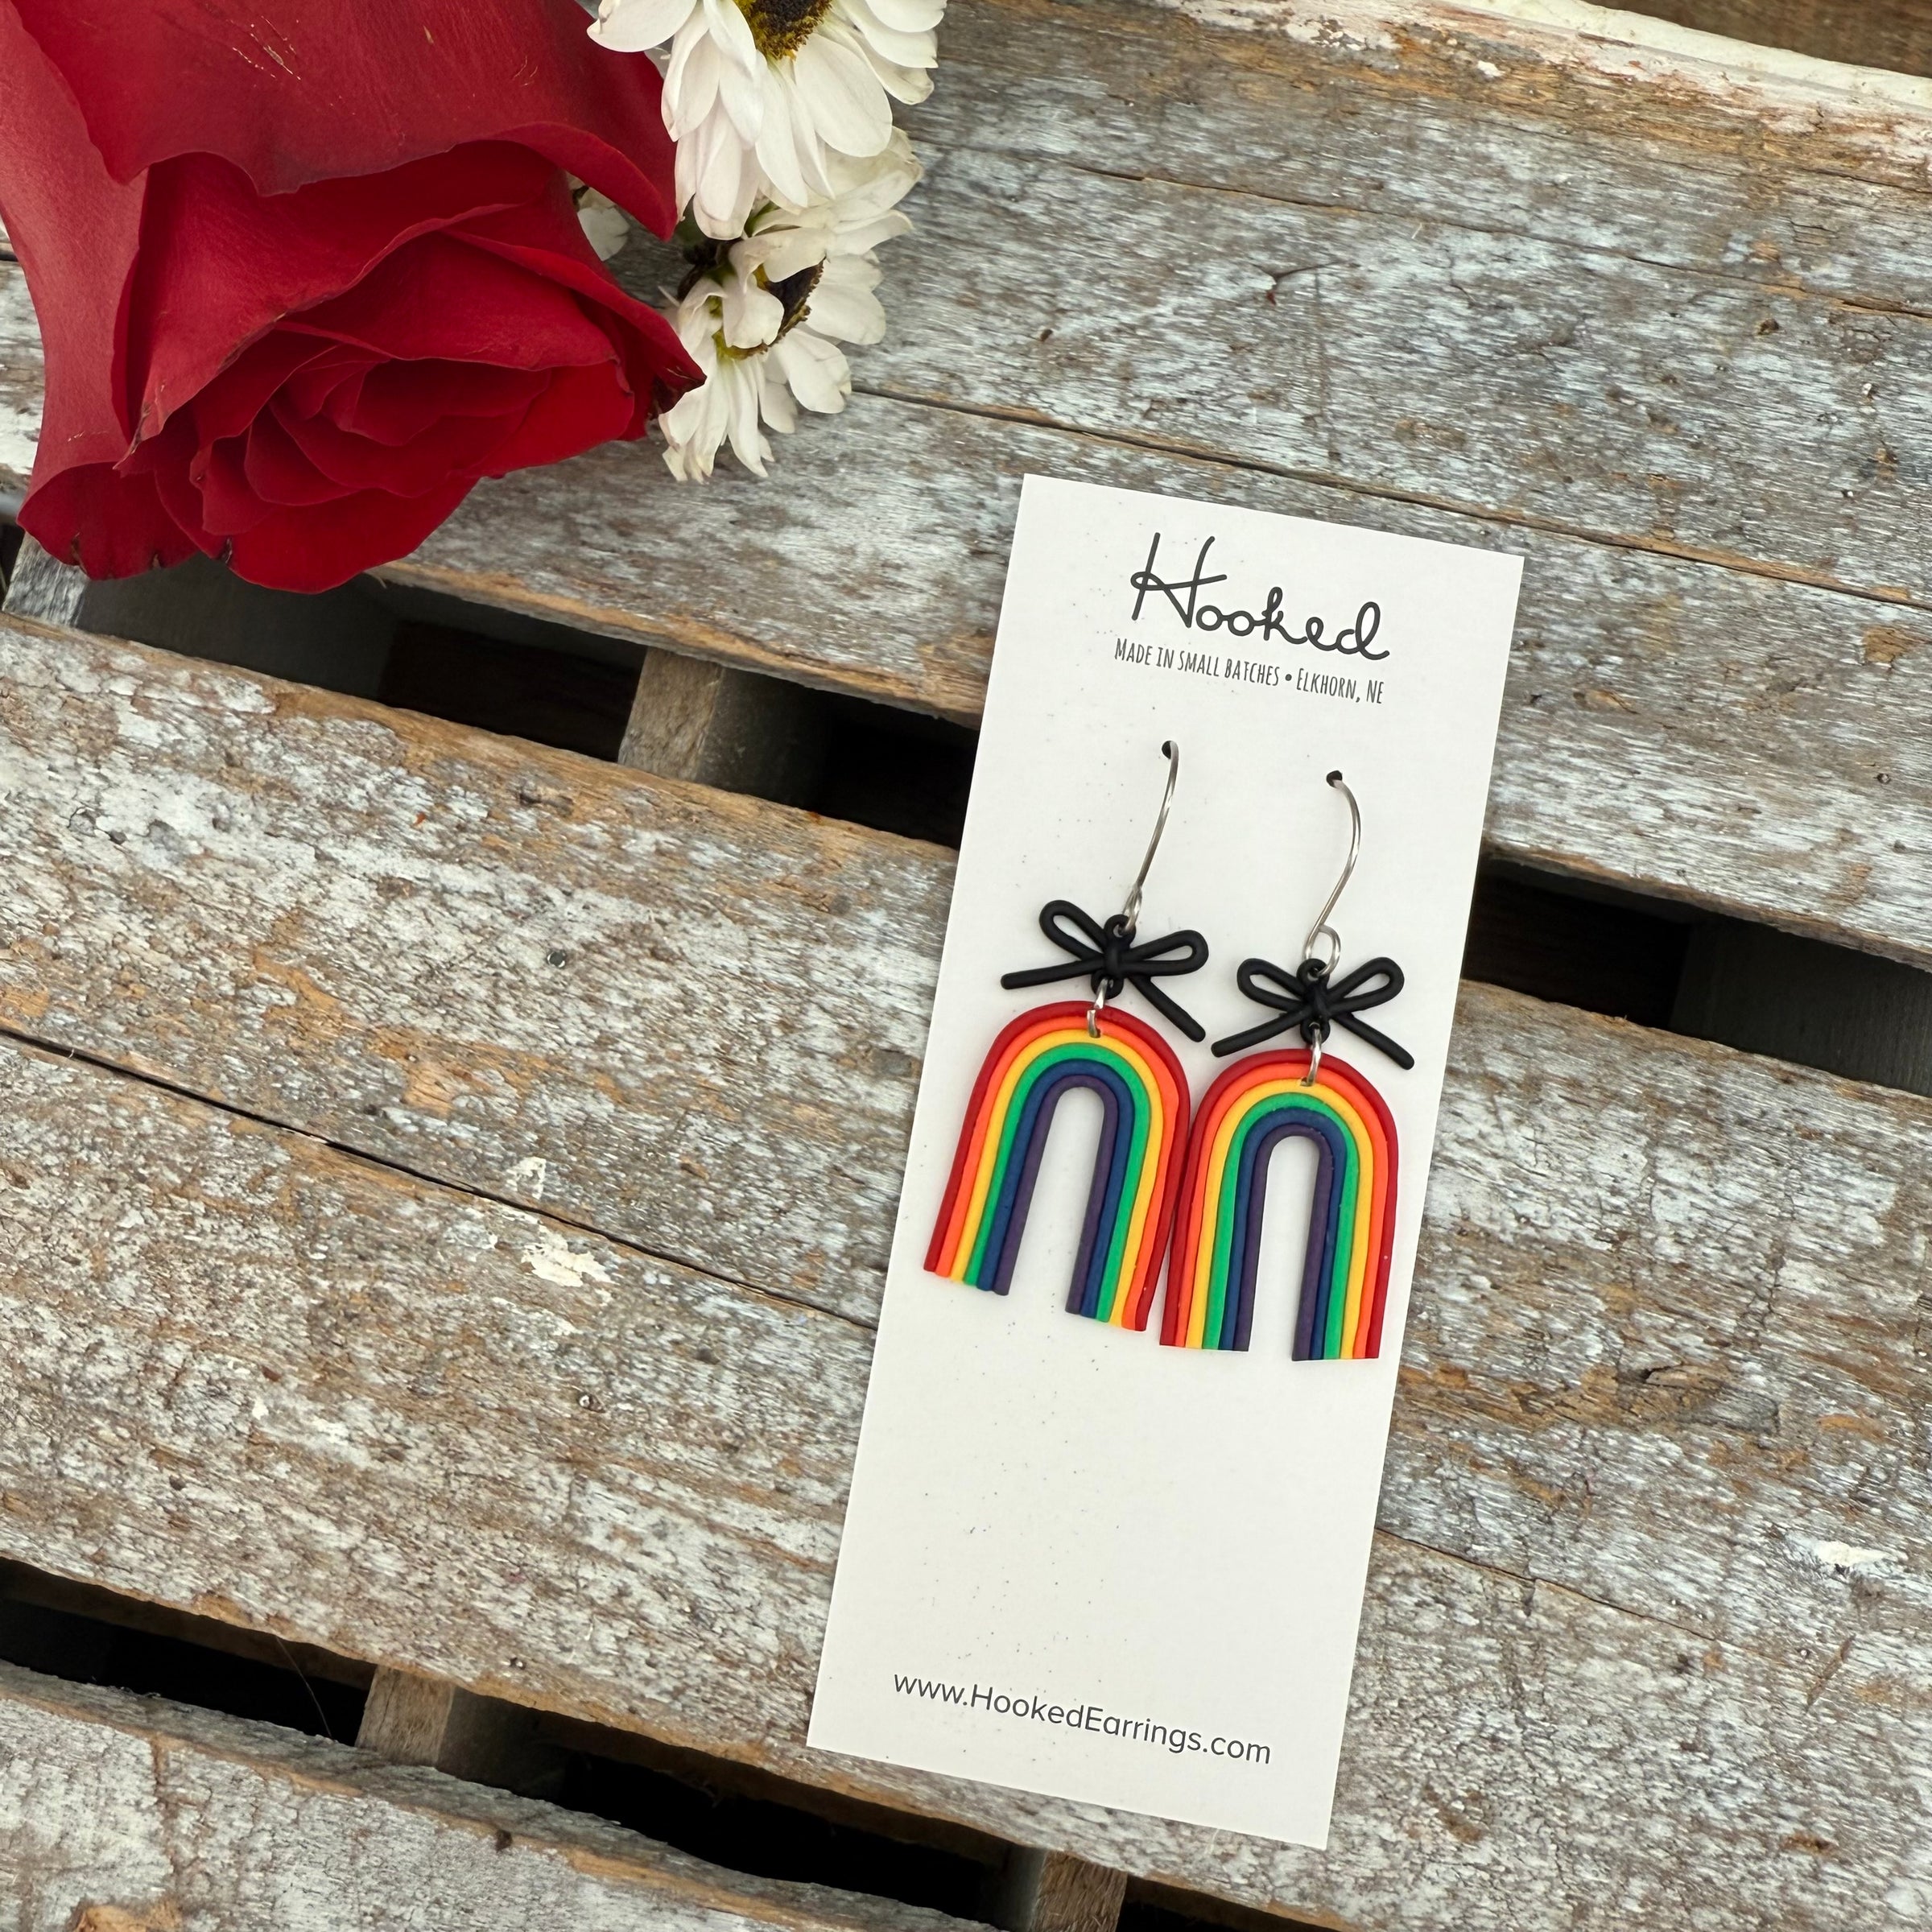 Hooked
Made in small batches • Elkhorn, NE
www.HookedEarrings.com